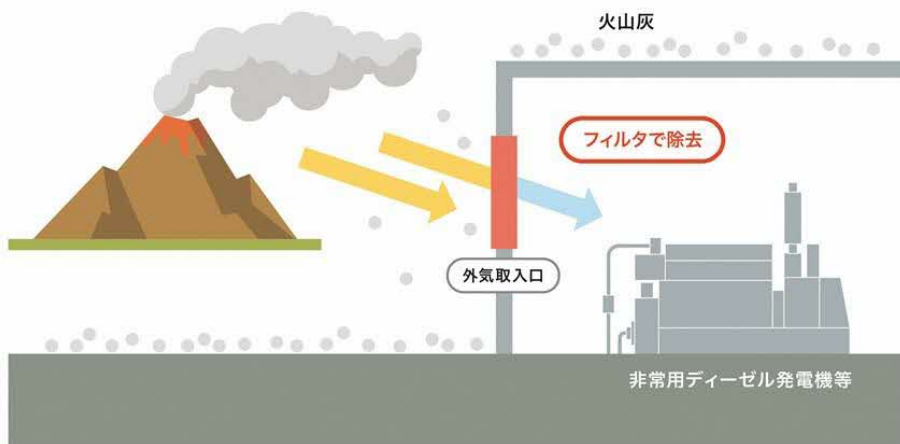 火山灰
フィルタで除去
外気取入口
非常用ディーゼル発電機等